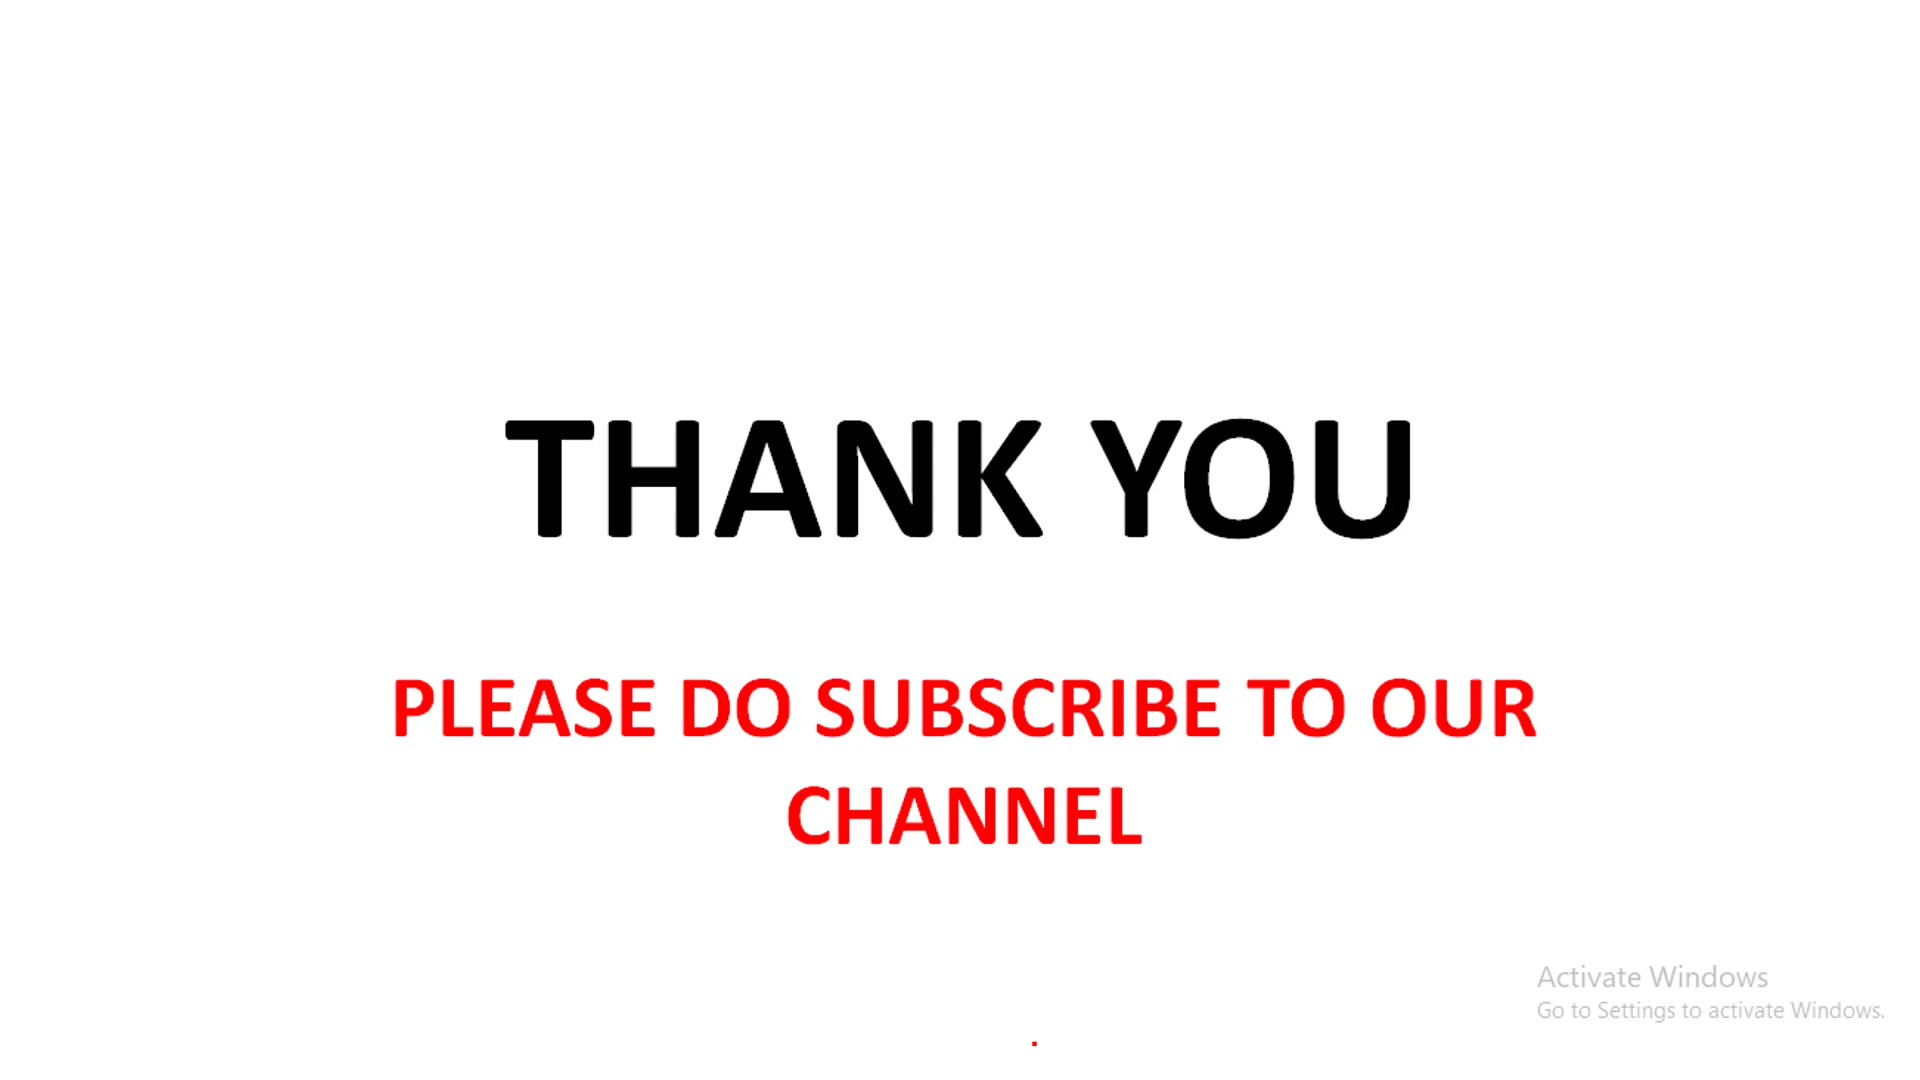 THANK YOU
PLEASE DO SUBSCRIBE TO OUR
CHANNEL
Activate Windows
Go to Settings to activate Windows.